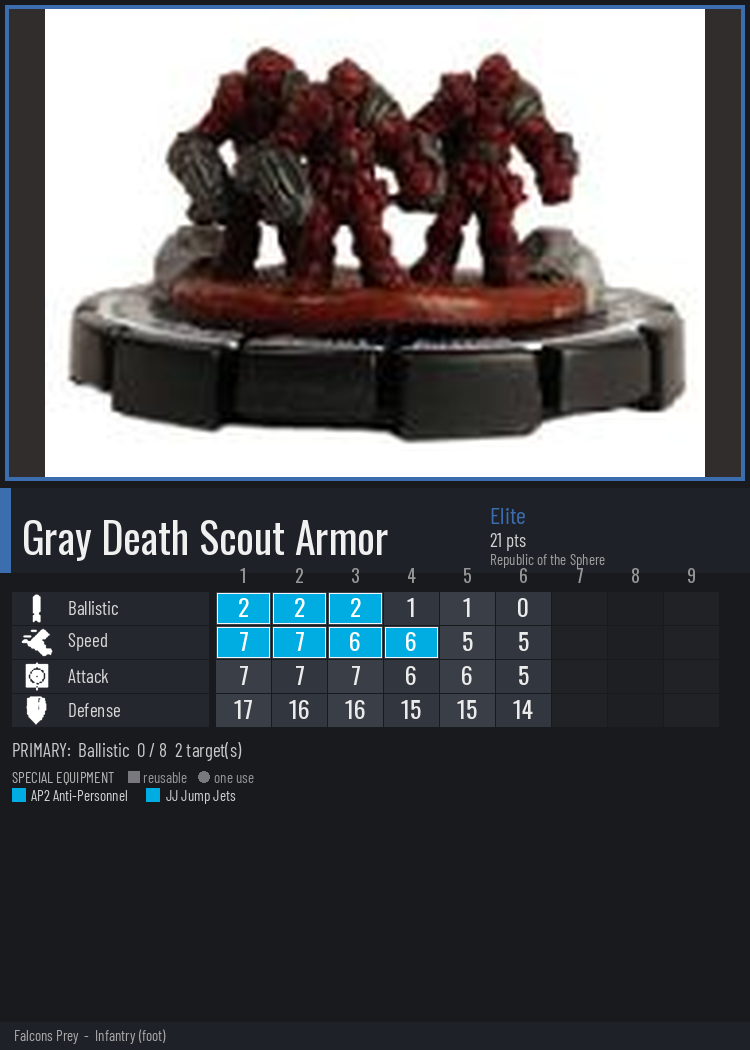 Gray Death Scout Armor
Elite
21 pts
Republic of the Sphere
1 2 3 4 5 6 7 8 9
Ballistic 2 2 2 1 1 0
Speed 7 7 6 6 5 5
Attack 7 7 7 6 6 5
Defense 17 16 16 15 15 14
PRIMARY: Ballistic 0 / 8 2 target(s)
SPECIAL EQUIPMENT reusable one use
AP2 Anti-Personnel JJ Jump Jets
Falcons Prey - Infantry (foot)